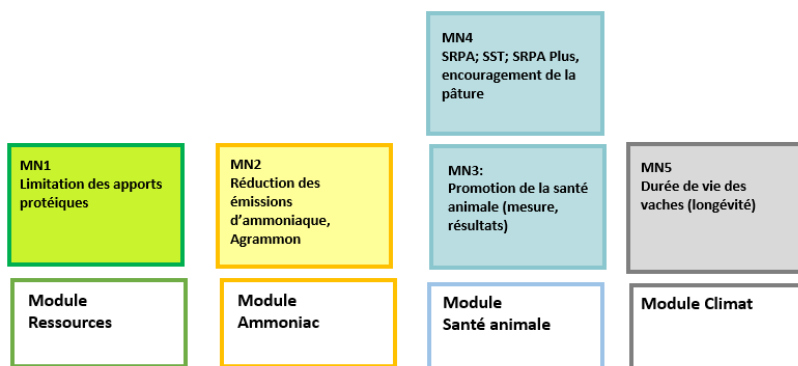 MN4
SRPA; SST; SRPA Plus,
encouragement de la
pâture
MN1
Limitation des apports
protéiques
MN2
Réduction des
émissions
d’ammoniaque,
Agrammon
MN3:
Promotion de la santé
animale (mesure,
résultats)
MN5
Durée de vie des
vaches (longévité)
Module
Ressources
Module
Ammoniac
Module
Santé animale
Module Climat